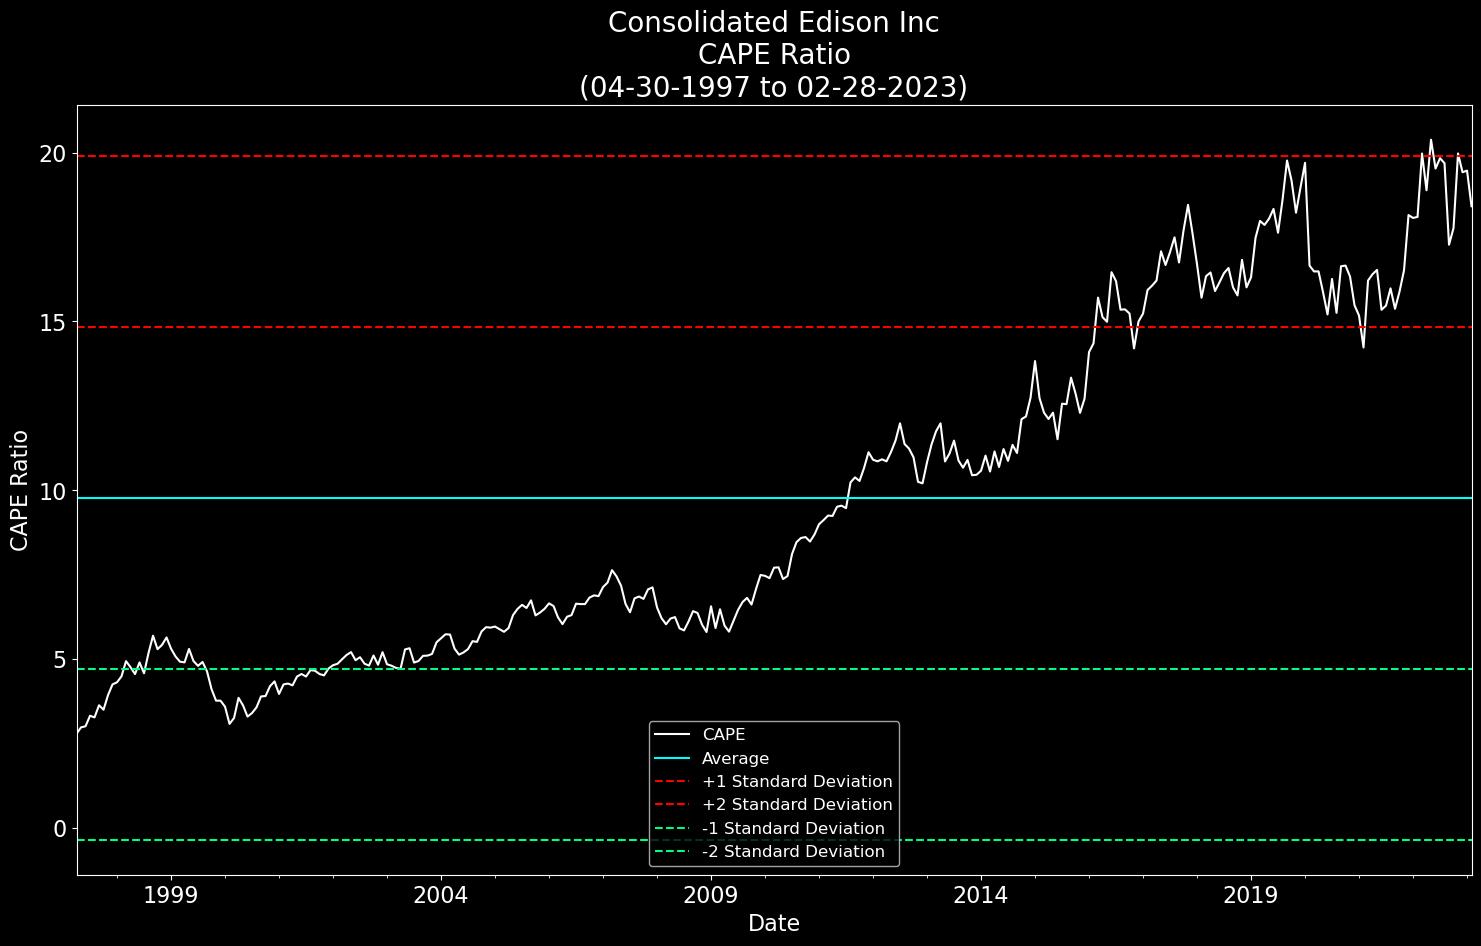 Consolidated Edison Inc
CAPE Ratio
(04-30-1997 to 02-28-2023)
CAPE Ratio
20
15
10
5
0
CAPE
Average
+1 Standard Deviation
+2 Standard Deviation
-1 Standard Deviation
-2 Standard Deviation
1999 2004 2009 2014 2019
Date